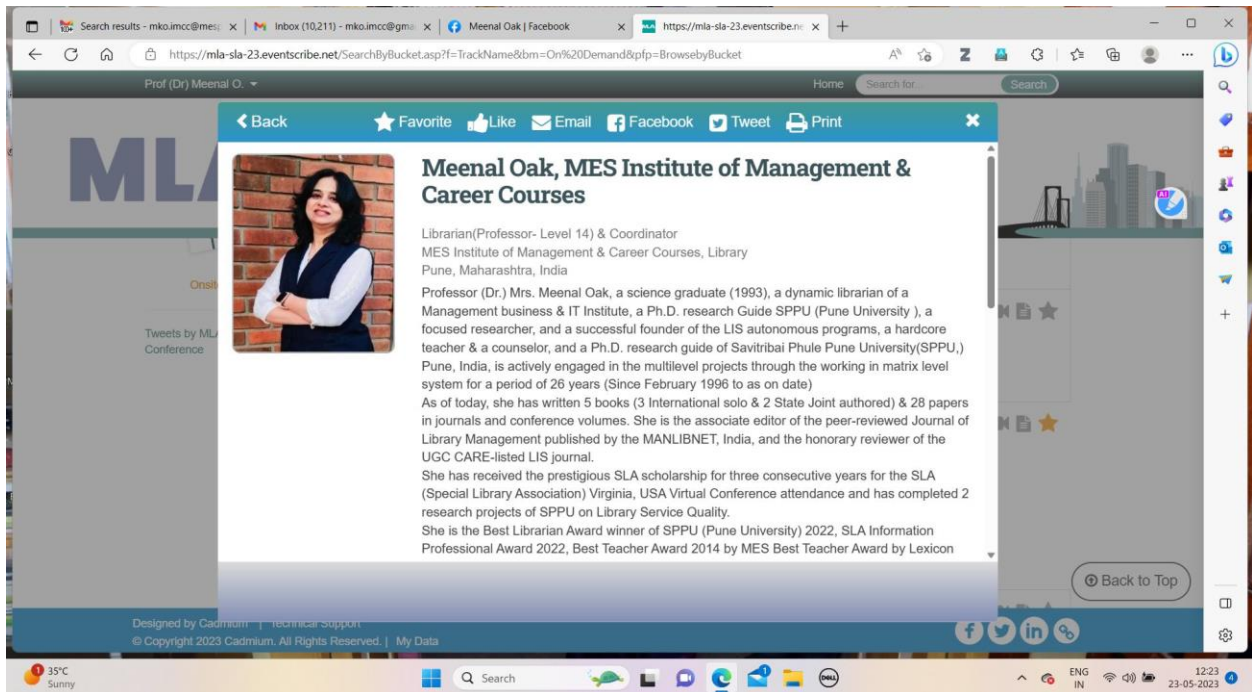 Search results - mko.imcc@mesp
Inbox (10,211) - mko.imcc@gma
Meenal Oak | Facebook
https://mla-sla-23.eventscribe.ne
https://mla-sla-23.eventscribe.net/SearchByBucket.asp?f=TrackName&bm=On%20Demand&pfp=BrowsebyBucket
Prof (Dr) Meenal O.
Home
Search for...
Search
Back
Favorite
Like
Email
Facebook
Tweet
Print
MLA
Meenal Oak, MES Institute of Management &
Career Courses
Librarian(Professor- Level 14) & Coordinator
MES Institute of Management & Career Courses, Library
Pune, Maharashtra, India
Professor (Dr.) Mrs. Meenal Oak, a science graduate (1993), a dynamic librarian of a
Management business & IT Institute, a Ph.D. research Guide SPPU (Pune University ), a
focused researcher, and a successful founder of the LIS autonomous programs, a hardcore
teacher & a counselor, and a Ph.D. research guide of Savitribai Phule Pune University(SPPU,)
Pune, India, is actively engaged in the multilevel projects through the working in matrix level
system for a period of 26 years (Since February 1996 to as on date)
As of today, she has written 5 books (3 International solo & 2 State Joint authored) & 28 papers
in journals and conference volumes. She is the associate editor of the peer-reviewed Journal of
Library Management published by the MANLIBNET, India, and the honorary reviewer of the
UGC CARE-listed LIS journal.
She has received the prestigious SLA scholarship for three consecutive years for the SLA
(Special Library Association) Virginia, USA Virtual Conference attendance and has completed 2
research projects of SPPU on Library Service Quality.
She is the Best Librarian Award winner of SPPU (Pune University) 2022, SLA Information
Professional Award 2022, Best Teacher Award 2014 by MES Best Teacher Award by Lexicon
Onsit
Tweets by MLA
Conference
Back to Top
Designed by Cadmium | Technical Support
© Copyright 2023 Cadmium. All Rights Reserved. | My Data
35°C
Sunny
Search
ENG
IN
12:23
23-05-2023